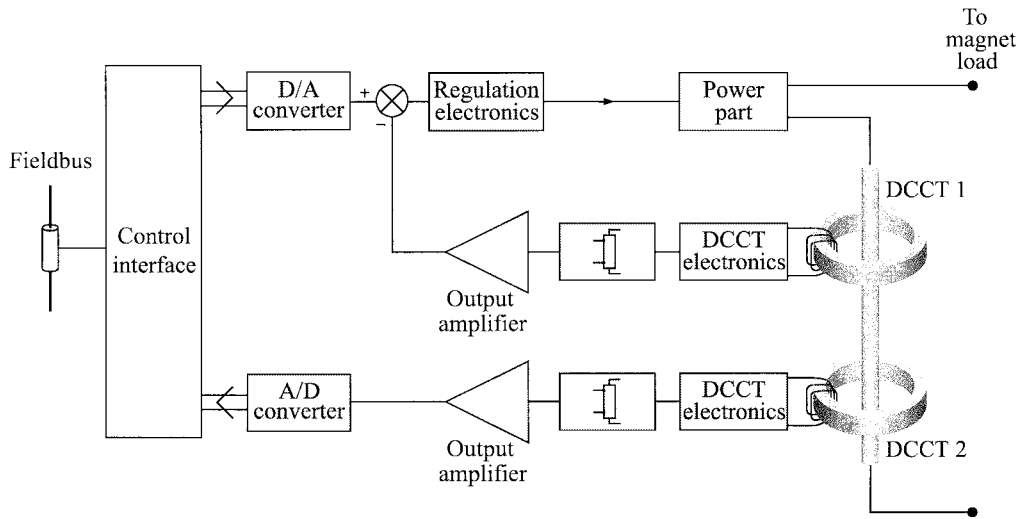 To
magnet
load
D/A
converter
+
−
Regulation
electronics
Power
part
Fieldbus
Control
interface
DCCT 1
DCCT
electronics
Output
amplifier
A/D
converter
DCCT
electronics
Output
amplifier
DCCT 2